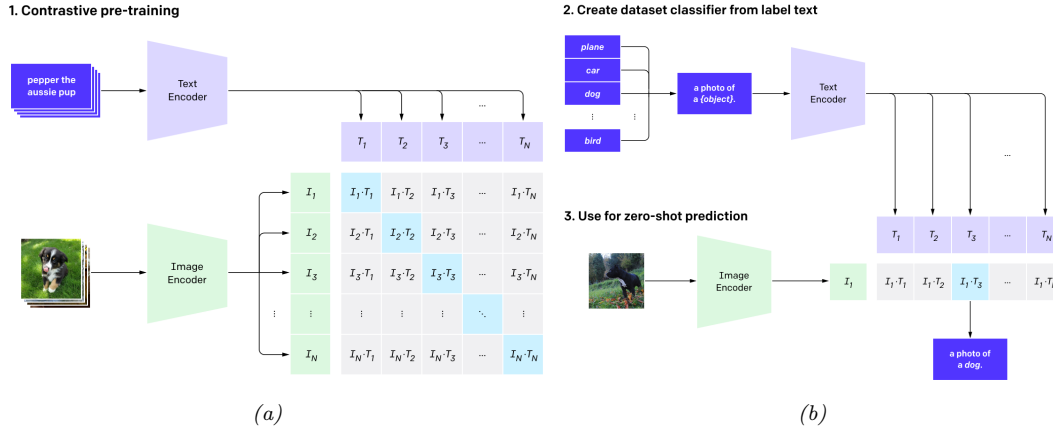 1. Contrastive pre-training
pepper the
aussie pup
Text
Encoder
...
T1 T2 T3 ... TN
I1 I1·T1 I1·T2 I1·T3 ... I1·TN
I2 I2·T1 I2·T2 I2·T3 ... I2·TN
Image
Encoder
I3 I3·T1 I3·T2 I3·T3 ... I3·TN
⋮ ⋮ ⋮ ⋮ ⋮ ⋱ ⋮
IN IN·T1 IN·T2 IN·T3 ... IN·TN
(a)
2. Create dataset classifier from label text
plane
car
dog
⋮ ⋮
bird
a photo of
a {object}.
Text
Encoder
...
3. Use for zero-shot prediction
T1 T2 T3 ... TN
Image
Encoder
I1 I1·T1 I1·T2 I1·T3 ... I1·T
a photo of
a dog.
(b)